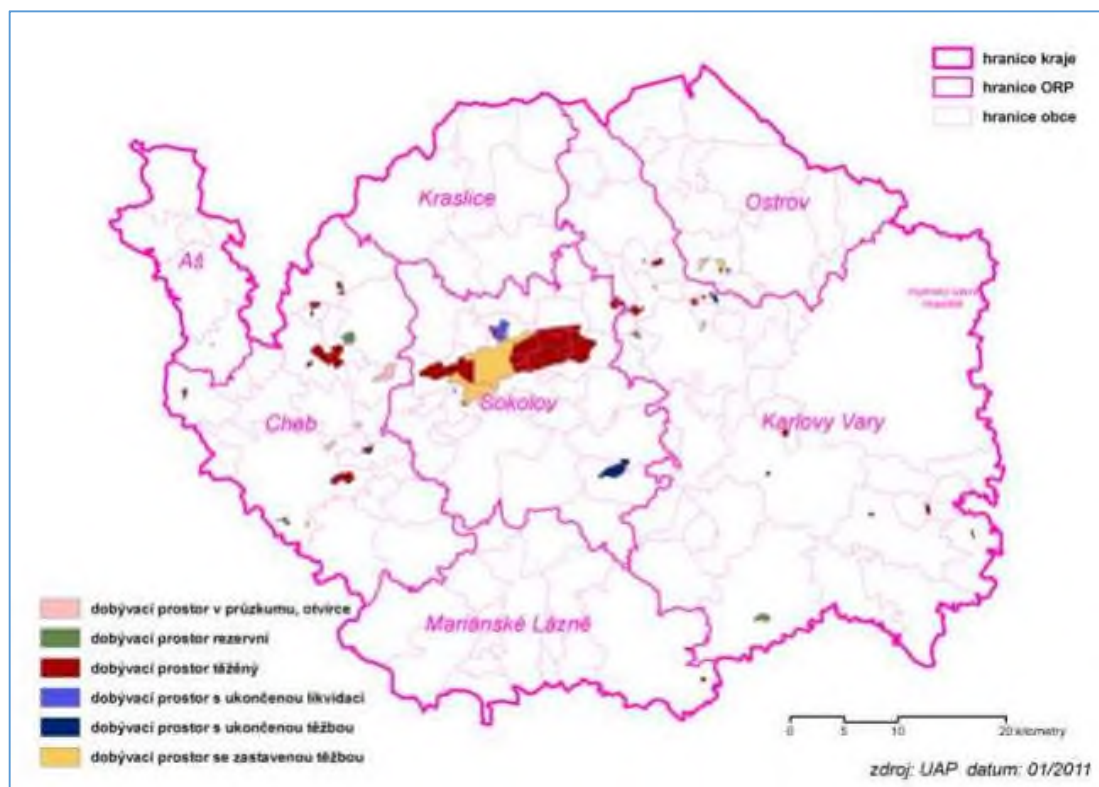 hranice kraje
hranice ORP
hranice obce
Kraslice
Ostrov
Aš
Sokolov
Cheb
Karlovy Vary
Mariánské Lázně
dobývací prostor v průzkumu, otvírce
dobývací prostor rezervní
dobývací prostor těžěný
dobývací prostor s ukončenou likvidací
dobývací prostor s ukončenou těžbou
dobývací prostor se zastavenou těžbou
0 5 10 20 kilometry
zdroj: UAP datum: 01/2011